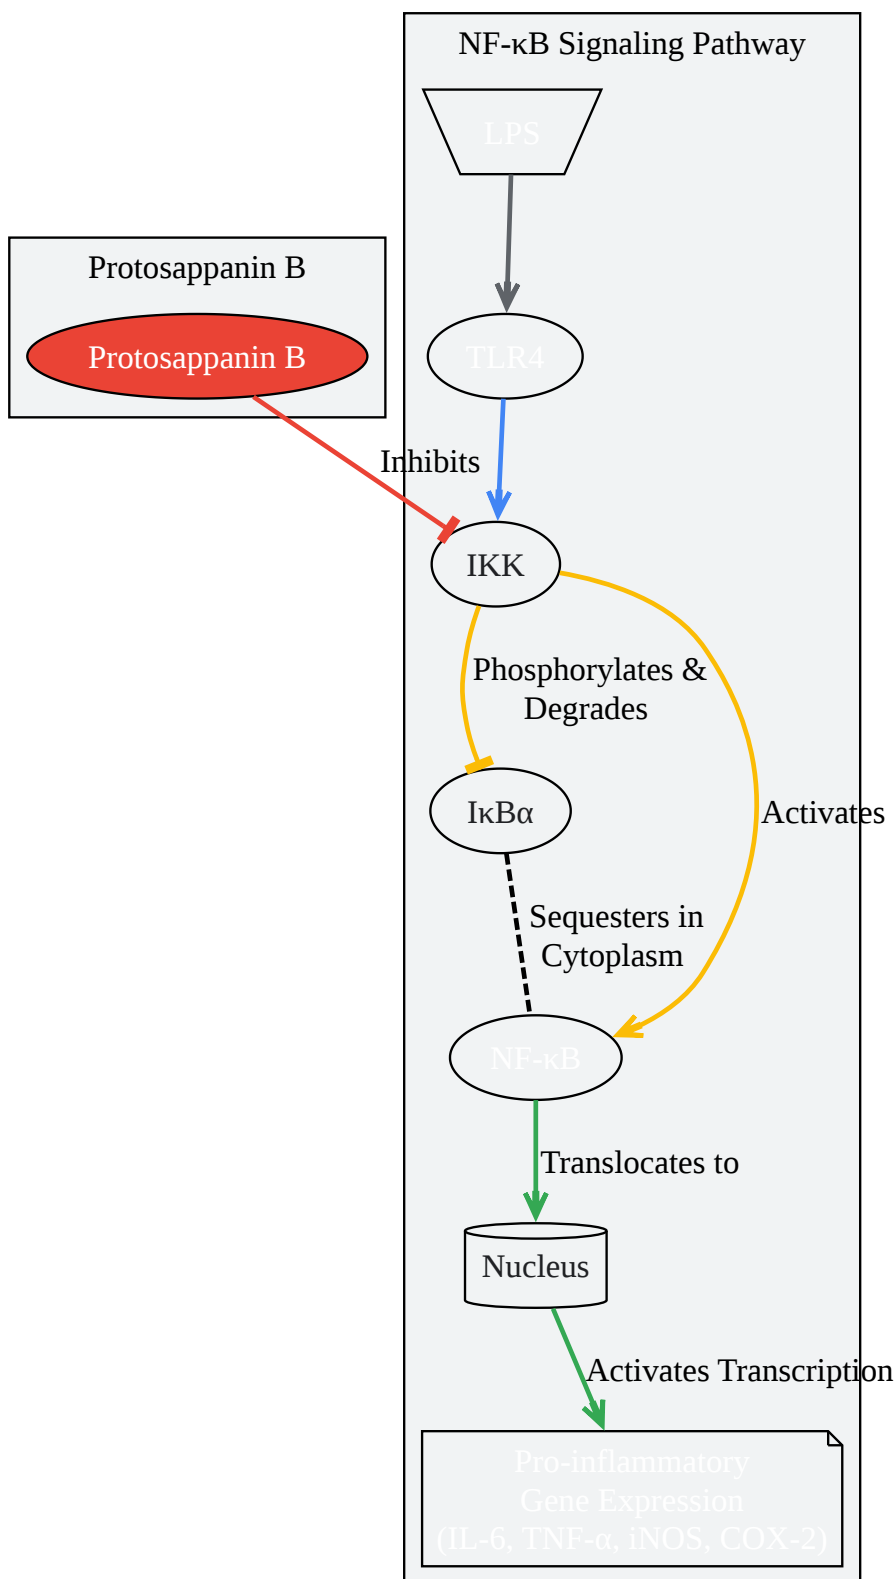 NF-κB Signaling Pathway
LPS
Protosappanin B
Protosappanin B
TLR4
Inhibits
IKK
Phosphorylates &
Degrades
IκBα
Activates
Sequesters in
Cytoplasm
NF-κB
Translocates to
Nucleus
Activates Transcription
Pro-inflammatory
Gene Expression
(IL-6, TNF-α, iNOS, COX-2)